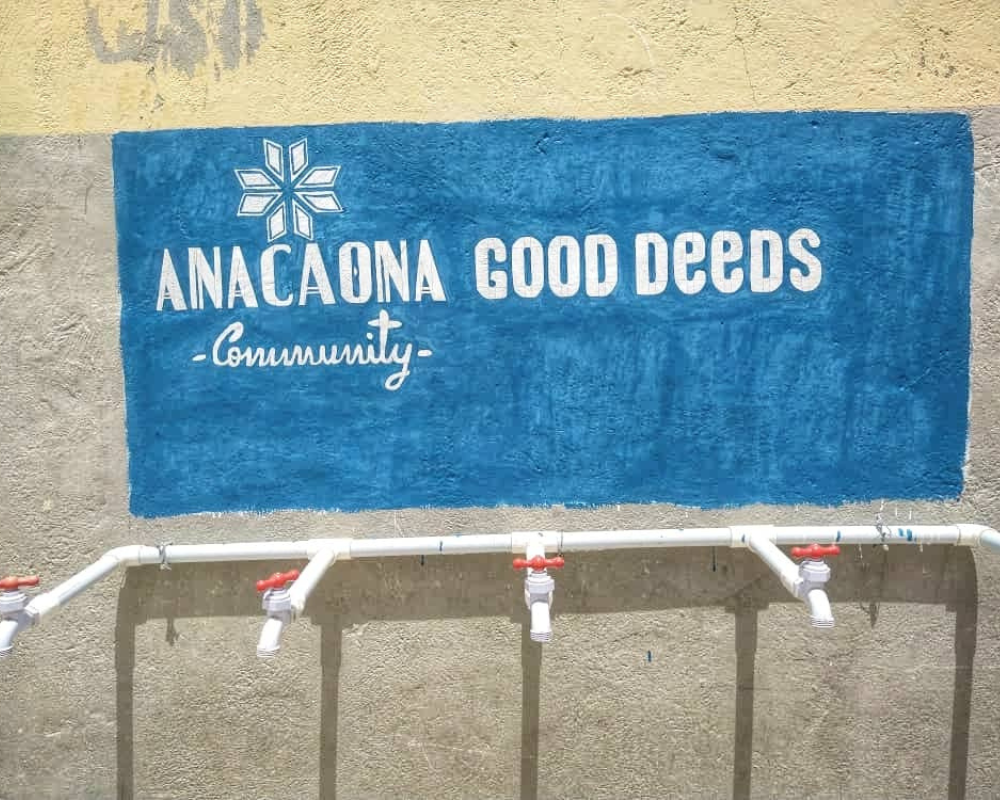 ANACAONA GOOD DeeDS
-Community-